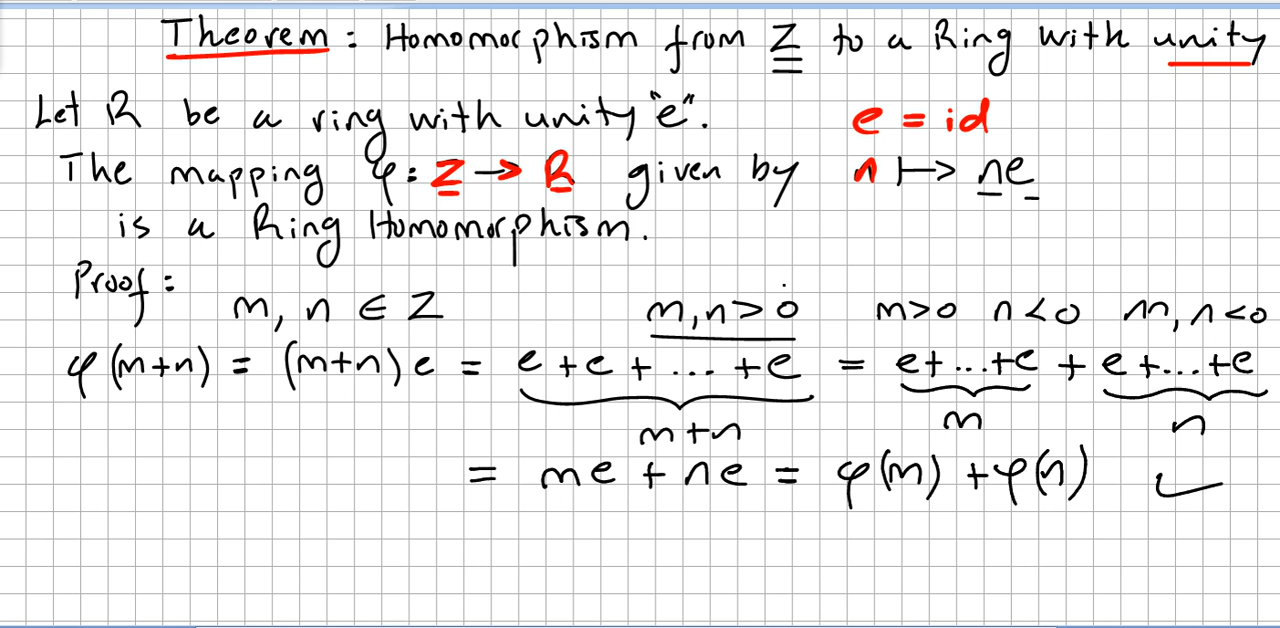 Theorem : Homomorphism from Z to a Ring with unity
Let R be a ring with unity "e". e = id
The mapping φ: Z → R given by n ↦ ne
is a Ring Homomorphism.
Proof :
m, n ∈ Z m,n > 0 m>0 n<0 m, n <0
φ(m+n) = (m+n)e = e + e + ... + e = e+...+e + e+...+e
m+n m n
= me + ne = φ(m) + φ(n) ✓